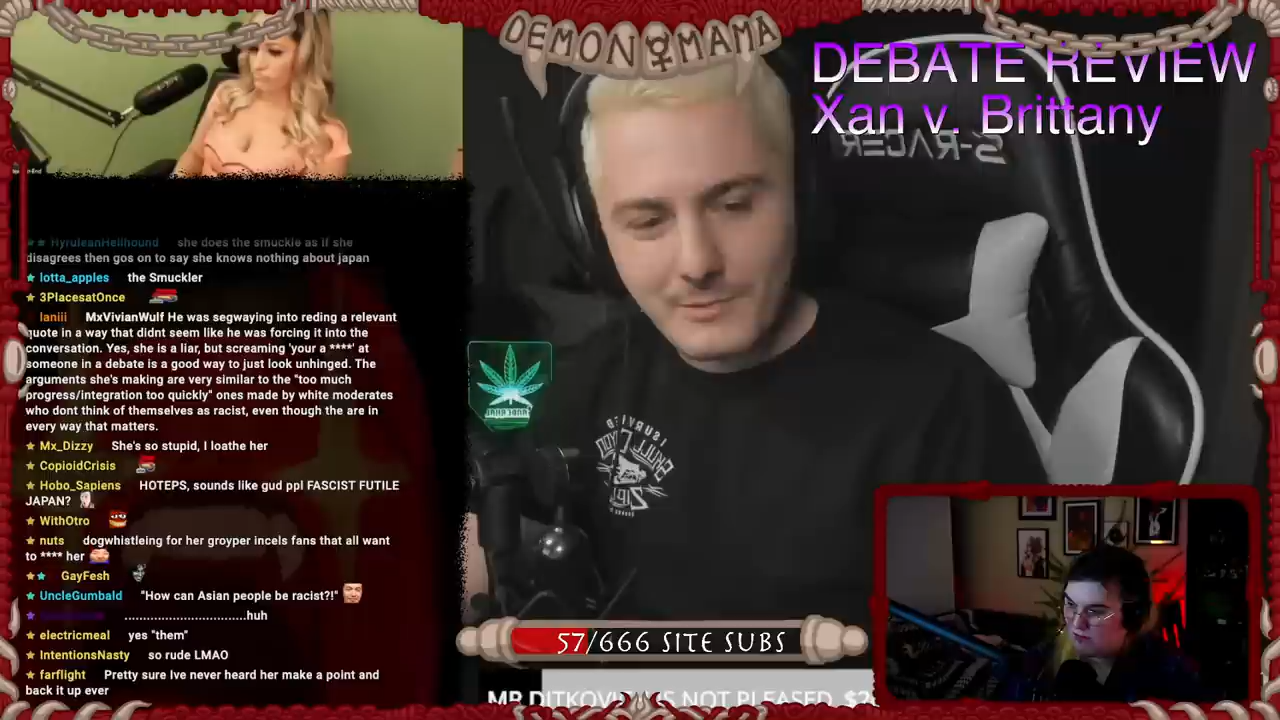 DEMON MAMA
DEBATE REVIEW
Xan v. Brittany
S-RACER
HyruleanHellhound she does the smuckle as if she
disagrees then gos on to say she knows nothing about japan
lotta_apples the Smuckler
3PlacesatOnce
laniii MxVivianWulf He was segwaying into reding a relevant
quote in a way that didnt seem like he was forcing it into the
conversation. Yes, she is a liar, but screaming 'your a ****' at
someone in a debate is a good way to just look unhinged. The
arguments she's making are very similar to the "too much
progress/integration too quickly" ones made by white moderates
who dont think of themselves as racist, even though the are in
every way that matters.
Mx_Dizzy She's so stupid, I loathe her
CopioidCrisis
Hobo_Sapiens HOTEPS, sounds like gud ppl FASCIST FUTILE
JAPAN?
WithOtro
nuts dogwhistleing for her groyper incels fans that all want
to **** her
GayFesh
UncleGumbald "How can Asian people be racist?!"
...............................huh
electricmeal yes "them"
IntentionsNasty so rude LMAO
farflight Pretty sure Ive never heard her make a point and
back it up ever
57/666 SITE SUBS
IS NOT PLEASED.